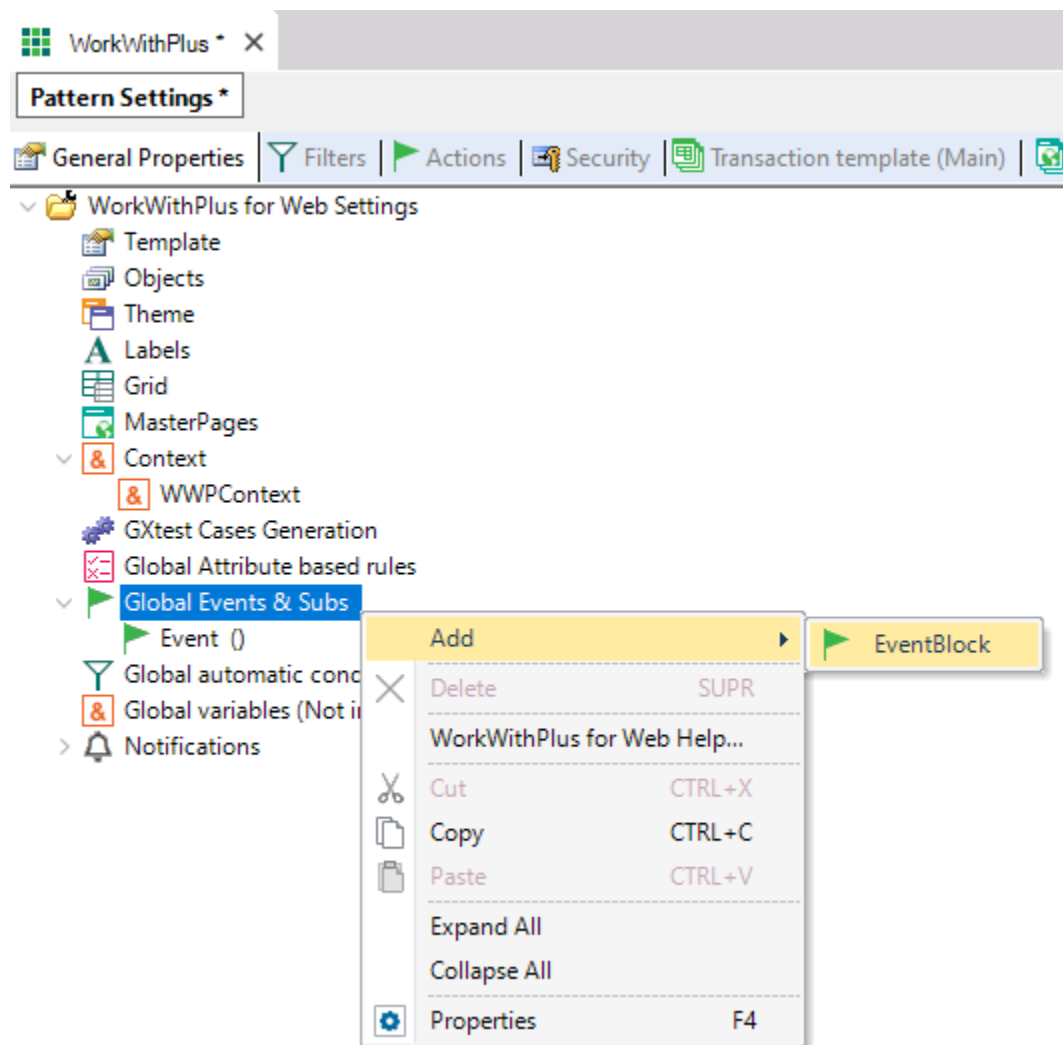 WorkWithPlus *
Pattern Settings *
General Properties Filters Actions Security Transaction template (Main)
WorkWithPlus for Web Settings
Template
Objects
Theme
Labels
Grid
MasterPages
Context
WWPContext
GXtest Cases Generation
Global Attribute based rules
Global Events & Subs
Event ()
Global automatic cond
Global variables (Not i
Notifications
Add
EventBlock
Delete SUPR
WorkWithPlus for Web Help...
Cut CTRL+X
Copy CTRL+C
Paste CTRL+V
Expand All
Collapse All
Properties F4